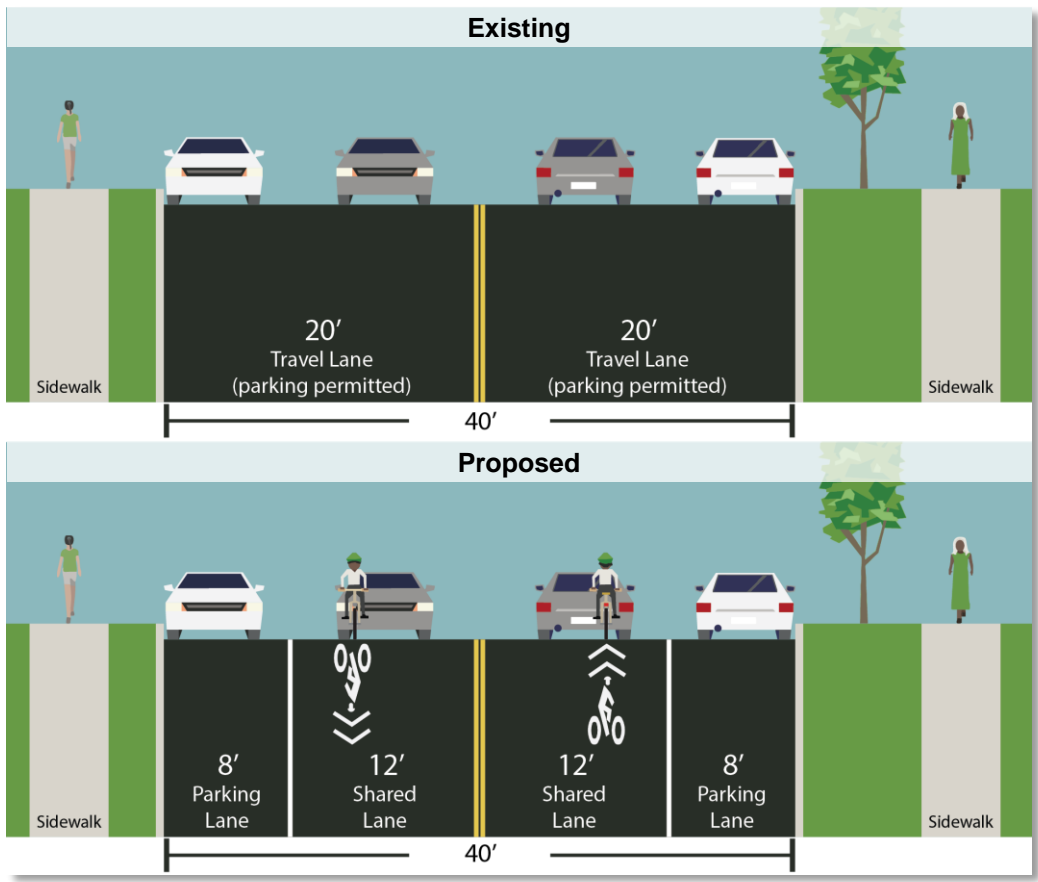 Existing
20’
Travel Lane
(parking permitted)
20’
Travel Lane
(parking permitted)
Sidewalk
Sidewalk
40’
Proposed
8’
Parking
Lane
12’
Shared
Lane
12’
Shared
Lane
8’
Parking
Lane
Sidewalk
Sidewalk
40’